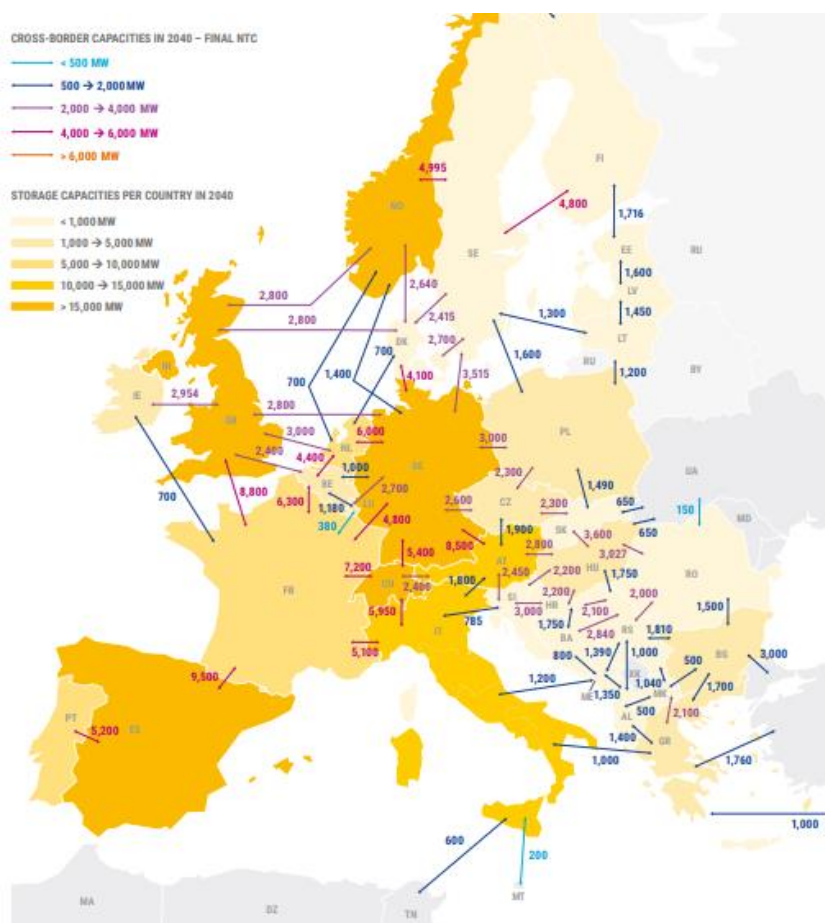 CROSS-BORDER CAPACITIES IN 2040 – FINAL NTC
< 500 MW
500 → 2,000 MW
2,000 → 4,000 MW
4,000 → 6,000 MW
> 6,000 MW
STORAGE CAPACITIES PER COUNTRY IN 2040
< 1,000 MW
1,000 → 5,000 MW
5,000 → 10,000 MW
10,000 → 15,000 MW
> 15,000 MW
4,995
FI
NO
4,800
1,716
SE
EE
RU
2,640
1,600
2,800
LV
2,415
1,300
1,450
2,800
DK
2,700
700
LT
RU
BY
1,600
NI
4,100
3,515
1,200
700
1,400
IE
2,954
GB
2,800
PL
3,000
6,000
NL
DE
3,000
2,400
4,400
1,000
2,300
1,490
UA
BE
2,700
CZ
650
700
8,800
6,300
1,180
LU
2,600
2,300
150
380
SK
650
MD
4,800
1,900
3,600
8,500
AT
2,800
3,027
5,400
HU
FR
7,200
CH
2,450
2,200
1,750
RO
2,400
1,800
SI
2,200
2,000
5,950
3,000
HR
2,100
1,500
IT
785
1,750
BA
2,840
RS
1,810
5,100
800
1,390
1,000
500
BG
3,000
9,500
XK
1,040
1,200
ME
1,350
MK
1,700
PT
5,200
ES
500
AL
2,100
1,400
GR
1,000
1,760
1,000
600
200
MA
DZ
TN
MT